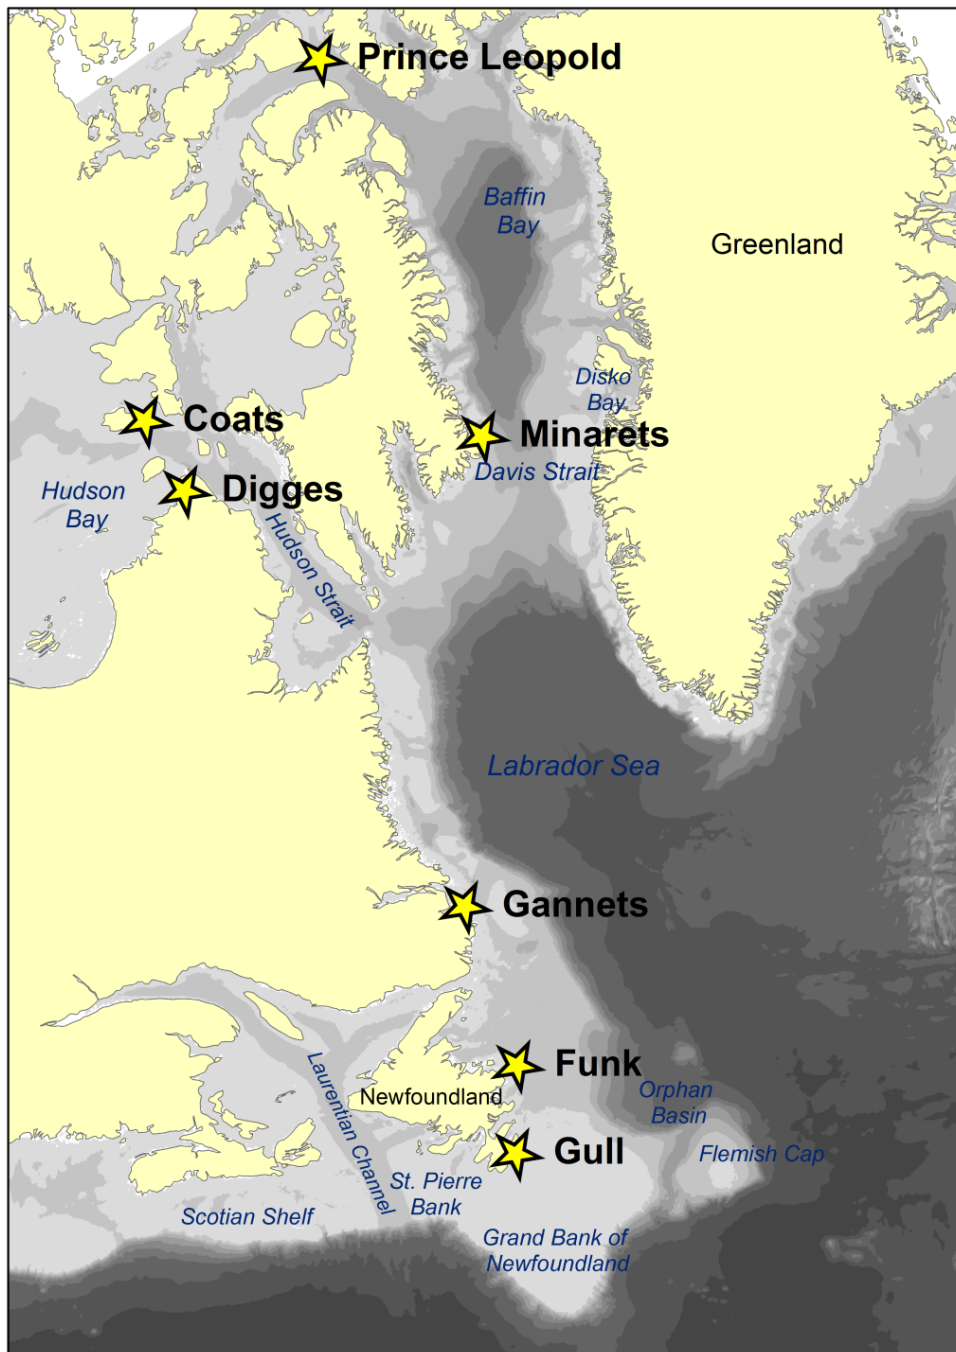 Prince Leopold
Baffin
Bay
Greenland
Disko
Bay
Coats
Minarets
Davis Strait
Digges
Hudson
Bay
Hudson Strait
Labrador Sea
Gannets
Funk
Newfoundland
Orphan
Basin
Laurentian Channel
Gull
Flemish Cap
St. Pierre
Bank
Scotian Shelf
Grand Bank of
Newfoundland